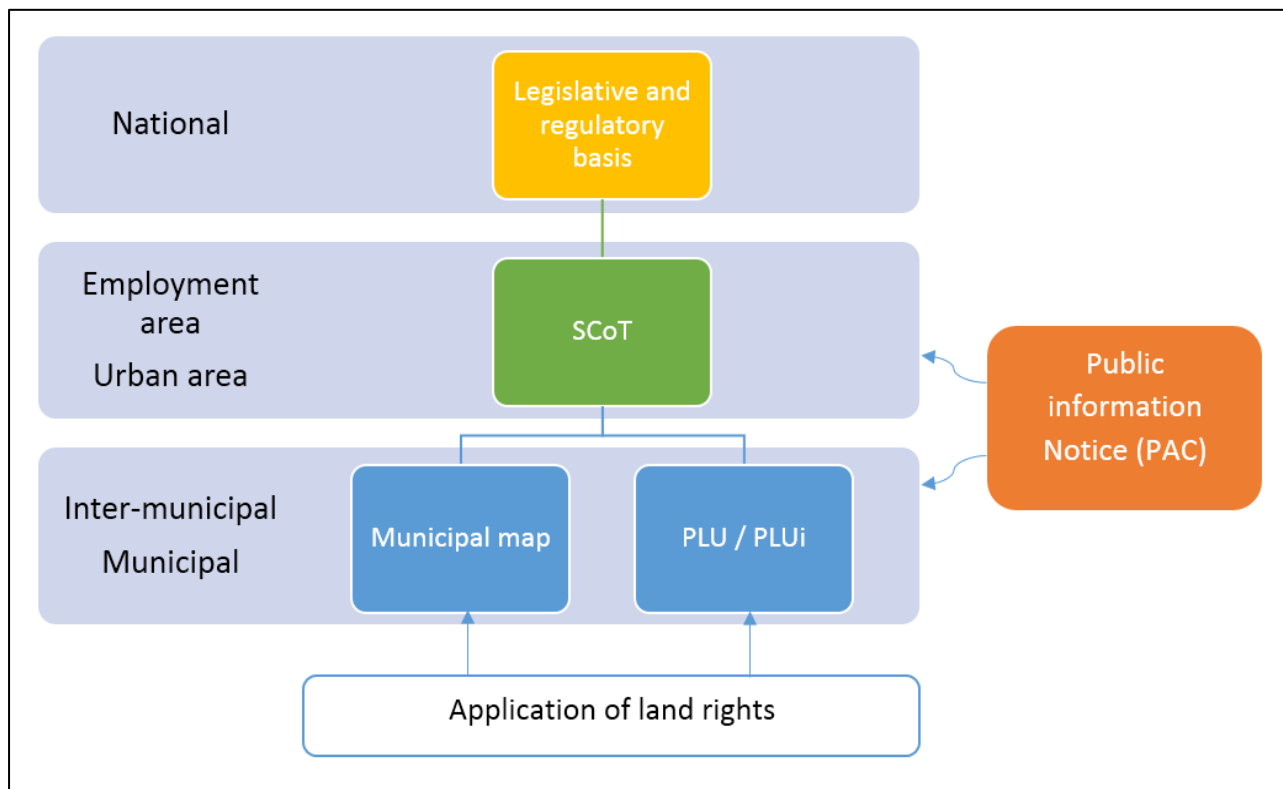 National
Legislative and
regulatory
basis
Employment
area
Urban area
SCoT
Public
information
Notice (PAC)
Inter-municipal
Municipal
Municipal map
PLU / PLUi
Application of land rights